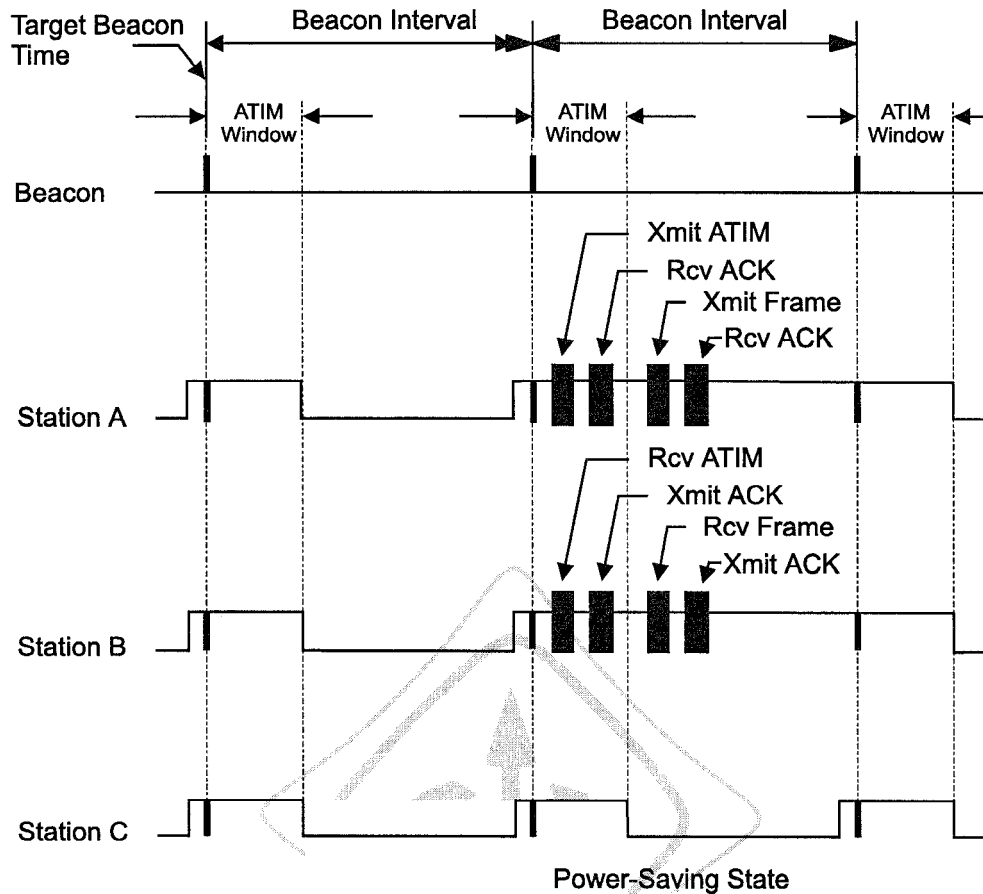 Target Beacon
Time
Beacon Interval
Beacon Interval
ATIM
Window
ATIM
Window
ATIM
Window
Beacon
Xmit ATIM
Rcv ACK
Xmit Frame
Rcv ACK
Station A
Rcv ATIM
Xmit ACK
Rcv Frame
Xmit ACK
Station B
Station C
Power-Saving State